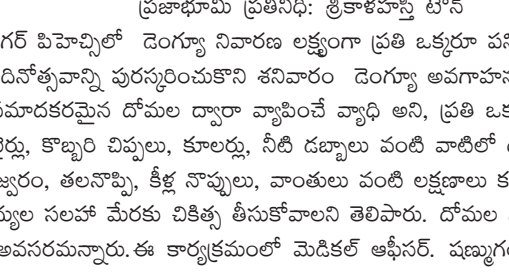 ప్రజాభూమి ప్రతినిధి: శ్రీకాళహస్తి టౌన్
గర్ పిహెచ్సిలో డెంగ్యూ నివారణ లక్ష్యంగా ప్రతి ఒక్కరూ పని
దినోత్సవాన్ని పురస్కరించుకొని శనివారం డెంగ్యూ అవగాహన
మాదకరమైన దోమల ద్వారా వ్యాపించే వ్యాధి అని, ప్రతి ఒక
టైర్లు, కొబ్బరి చిప్పలు, కూలర్లు, నీటి డబ్బాలు వంటి వాటిలో
జ్వరం, తలనొప్పి, కీళ్ల నొప్పులు, వాంతులు వంటి లక్షణాలు క
్యుల సలహా మేరకు చికిత్స తీసుకోవాలని తెలిపారు. దోమల
అవసరమన్నారు.ఈ కార్యక్రమంలో మెడికల్ ఆఫీసర్. షణ్ముగం